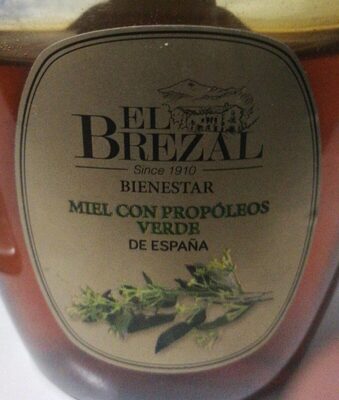 EL
BREZAL
Since 1910
BIENESTAR
MIEL CON PROPÓLEOS
VERDE
DE ESPAÑA